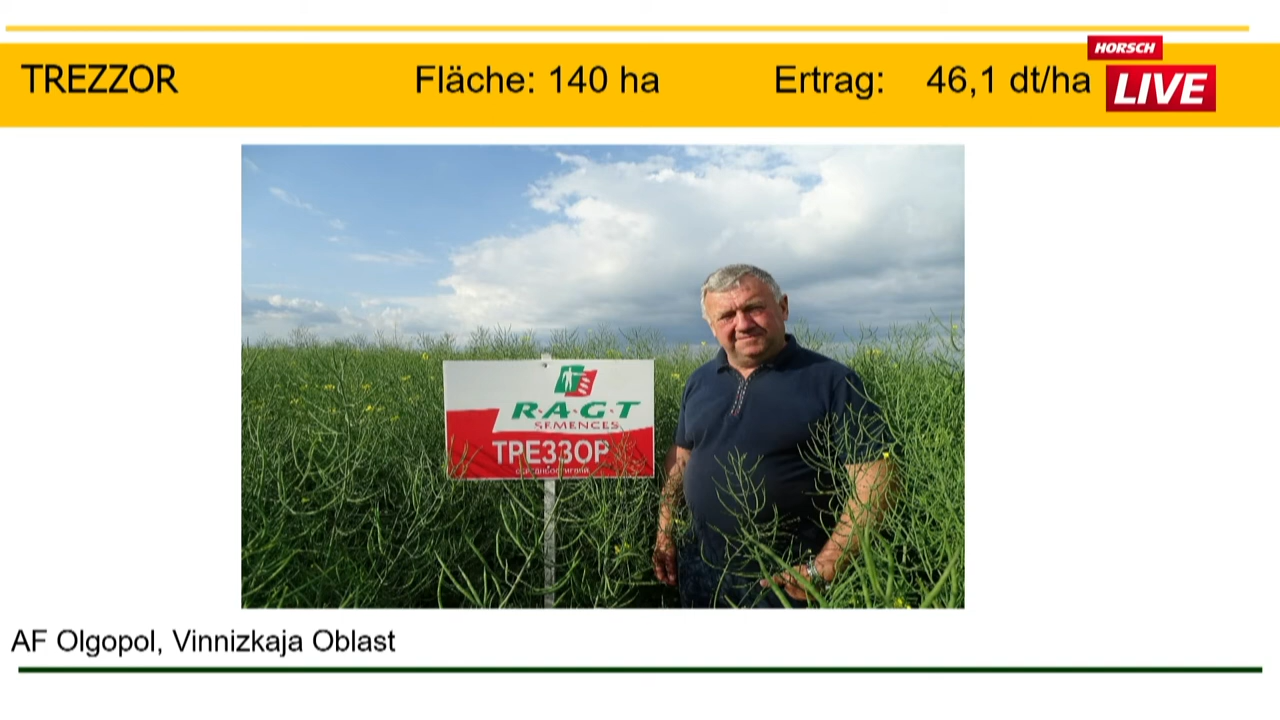 TREZZOR Fläche: 140 ha Ertrag: 46,1 dt/ha
HORSCH
LIVE
R·A·G·T
SEMENCES
ТРЕЗЗОР
AF Olgopol, Vinnizkaja Oblast